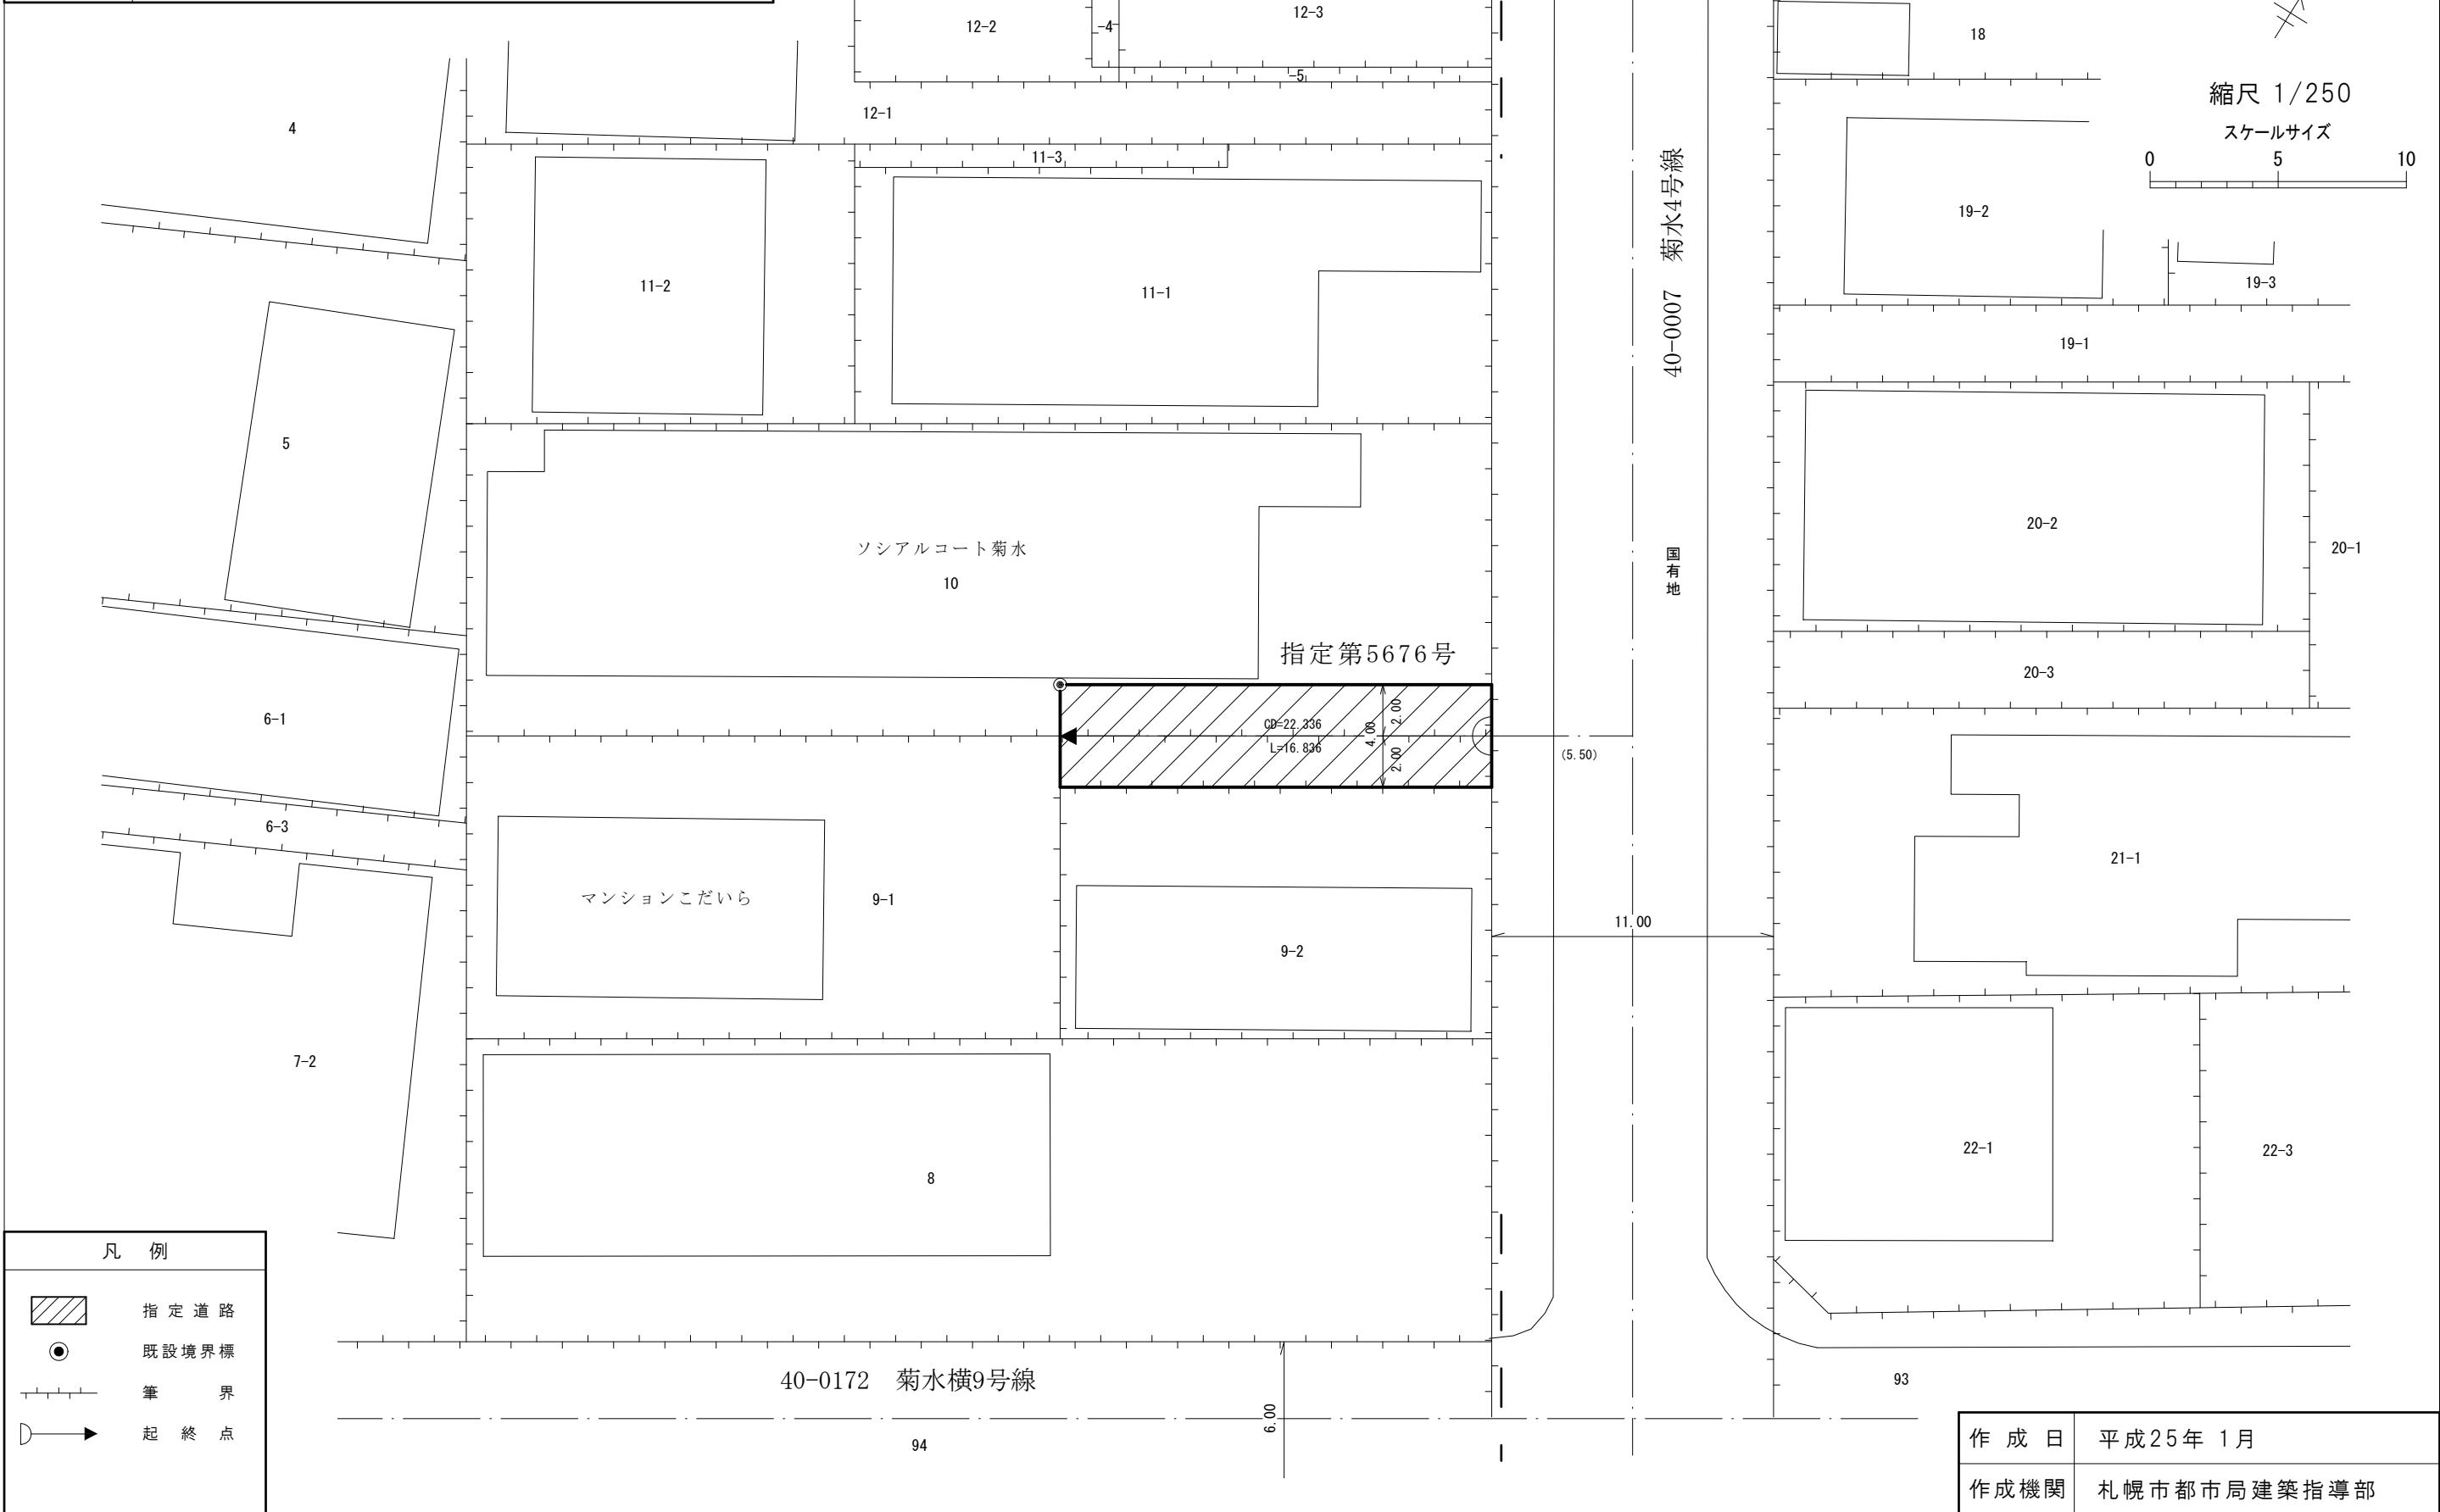 12-2
-4
12-3
-5
18
縮尺 1/250
スケールサイズ
0 5 10
4
12-1
11-3
40-0007 菊水4号線
19-2
11-2
11-1
19-3
19-1
5
ソシアルコート菊水
10
国有地
20-2
20-1
指定第5676号
20-3
6-1
CD=22.336
L=16.836
4.00
2.00
2.00
(5.50)
6-3
マンションこだいら
9-1
9-2
11.00
21-1
7-2
8
22-1
22-3
凡 例
指定道路
既設境界標
筆 界
起 終 点
40-0172 菊水横9号線
6.00
94
93
作成日 平成25年 1月
作成機関 札幌市都市局建築指導部